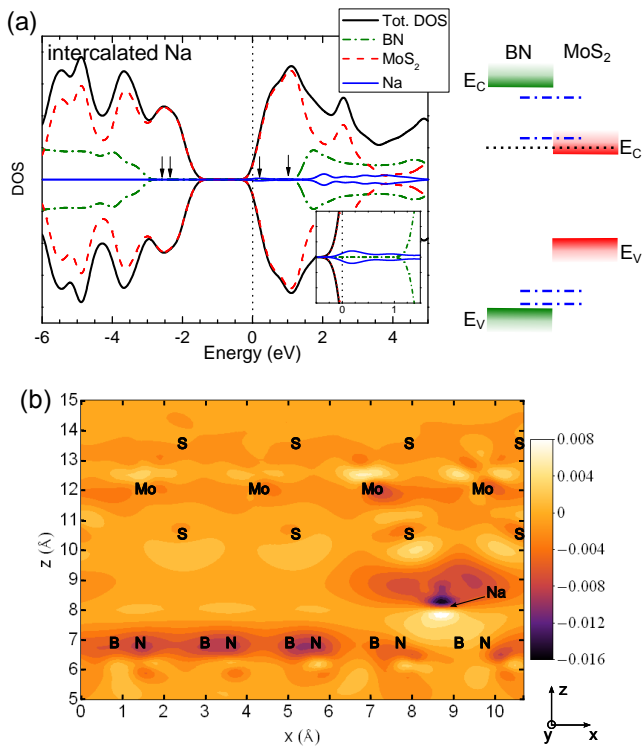 (a)
intercalated Na
Tot. DOS
BN
MoS2
Na
DOS
0 1
-6 -4 -2 0 2 4
Energy (eV)
BN MoS2
EC
EC
EV
EV
(b)
15
14
13
12
11
10
9
8
7
6
5
z (Å)
S S S S
Mo Mo Mo Mo
S S S S
Na
B N B N B N B N B N
0 1 2 3 4 5 6 7 8 9 10
x (Å)
0.008
0.004
0
−0.004
−0.008
−0.012
−0.016
z
y x